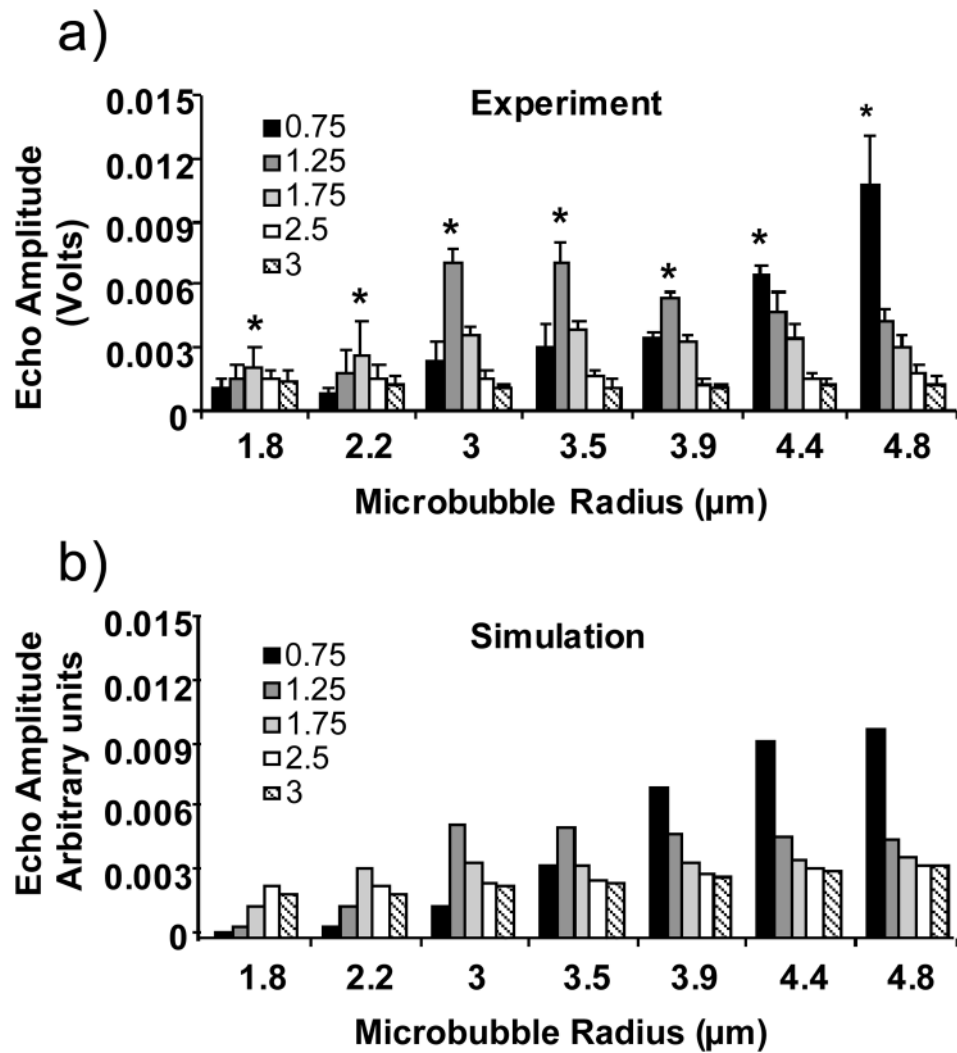 a)
Experiment
Echo Amplitude
(Volts)
0.015
0.012
0.009
0.006
0.003
0
0.75
1.25
1.75
2.5
3
* * * * * * *
1.8 2.2 3 3.5 3.9 4.4 4.8
Microbubble Radius (µm)
b)
Simulation
Echo Amplitude
Arbitrary units
0.015
0.012
0.009
0.006
0.003
0
0.75
1.25
1.75
2.5
3
1.8 2.2 3 3.5 3.9 4.4 4.8
Microbubble Radius (µm)